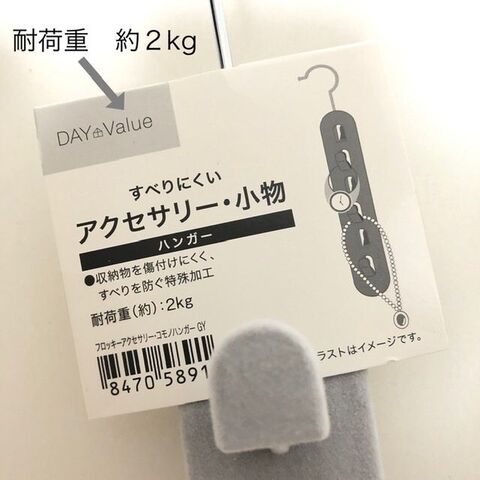 耐荷重 約2kg
DAY Value
すべりにくい
アクセサリー・小物
ハンガー
●収納物を傷付けにくく、
すべりを防ぐ特殊加工
耐荷重(約):2kg
フロッキーアクセサリー・コモノハンガー GY
8470 5891
ラストはイメージです。